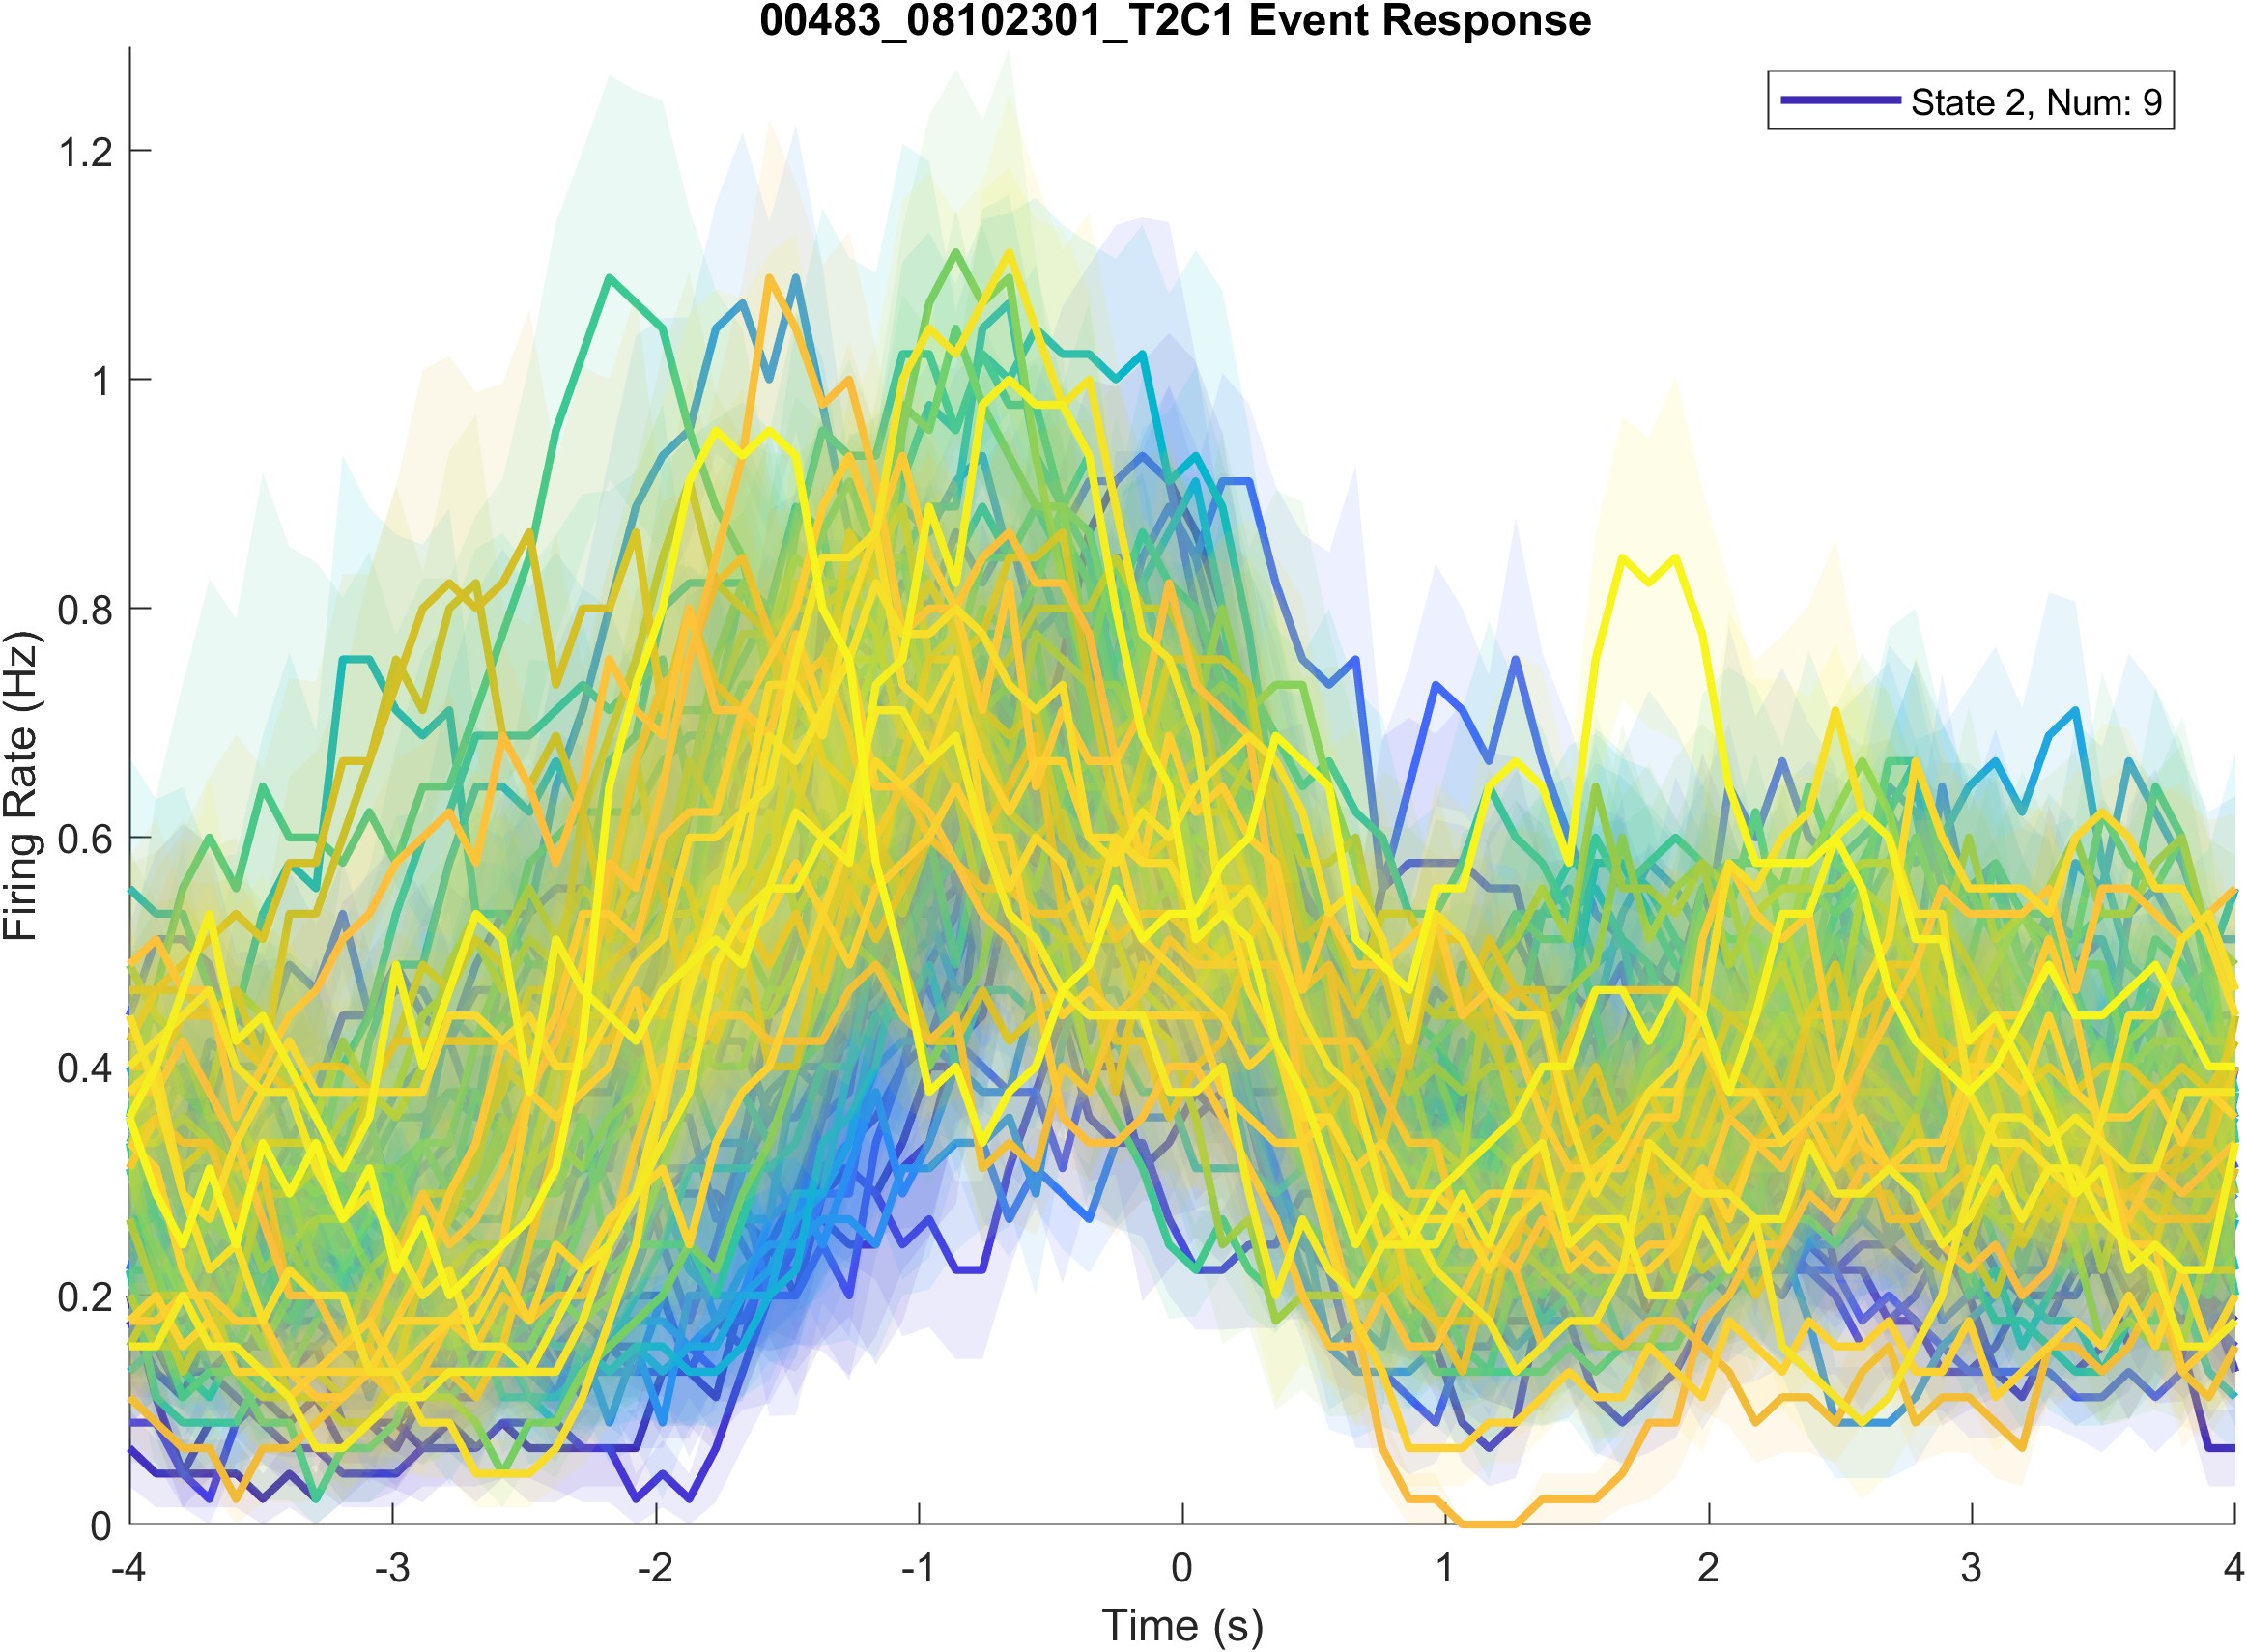 00483_08102301_T2C1 Event Response
State 2, Num: 9
1.2
1
0.8
0.6
0.4
0.2
0
Firing Rate (Hz)
-4 -3 -2 -1 0 1 2 3 4
Time (s)